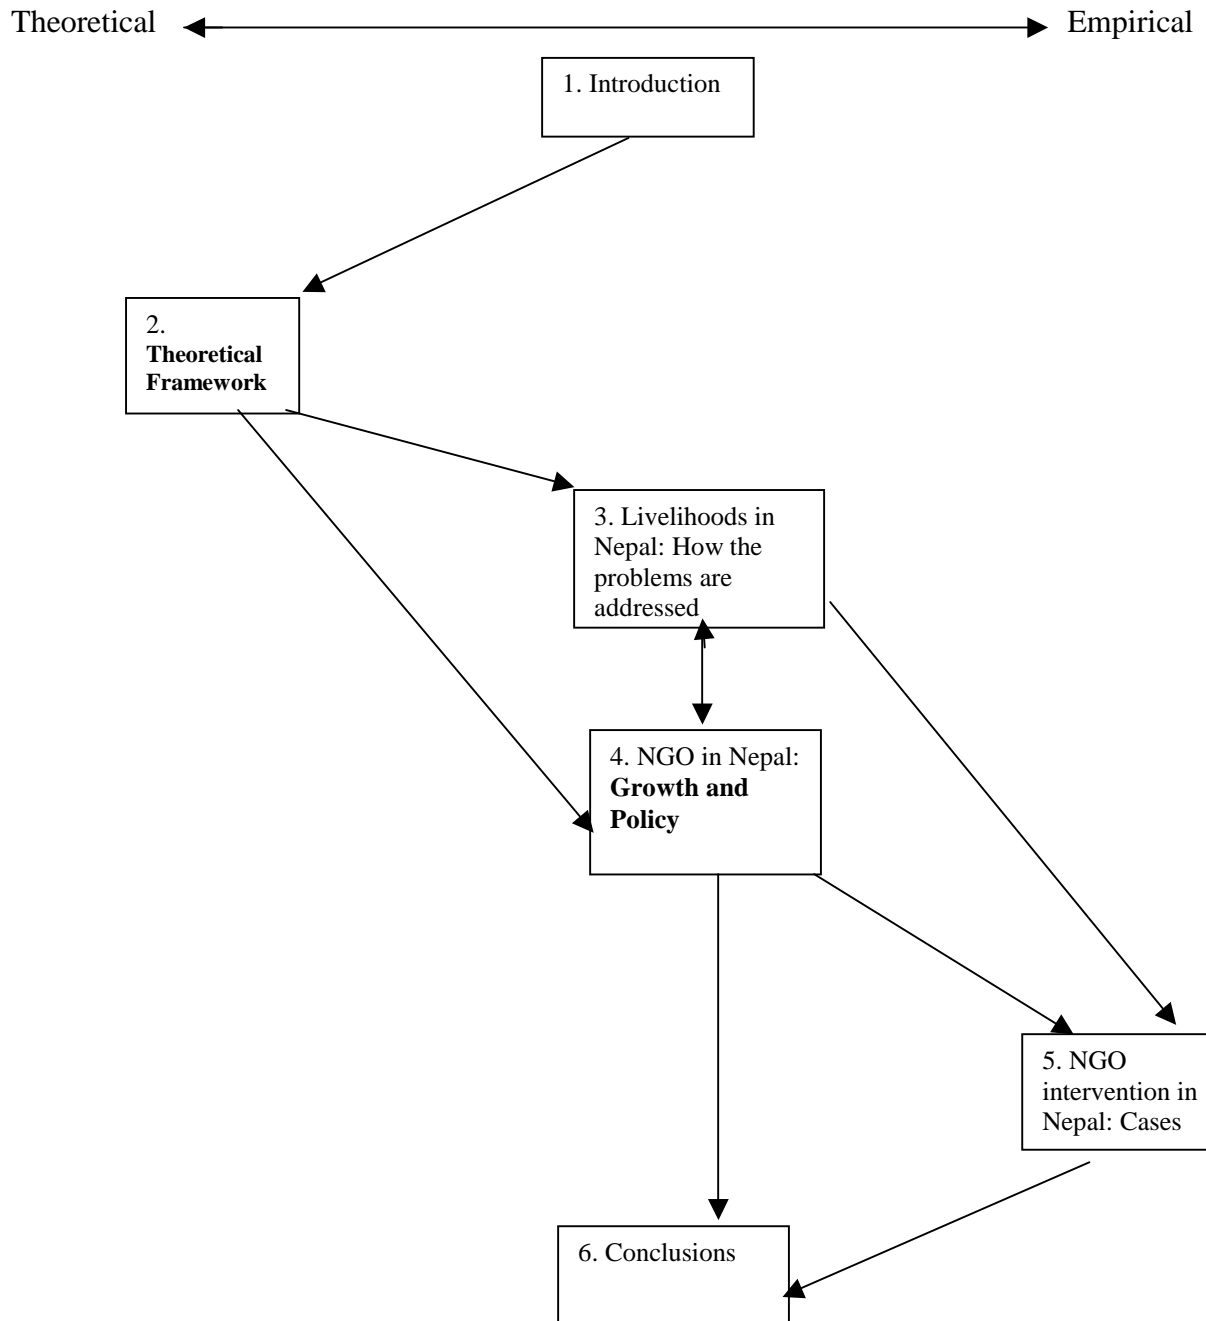 Theoretical Empirical
1. Introduction
2.
Theoretical
Framework
3. Livelihoods in
Nepal: How the
problems are
addressed
4. NGO in Nepal:
Growth and
Policy
5. NGO
intervention in
Nepal: Cases
6. Conclusions